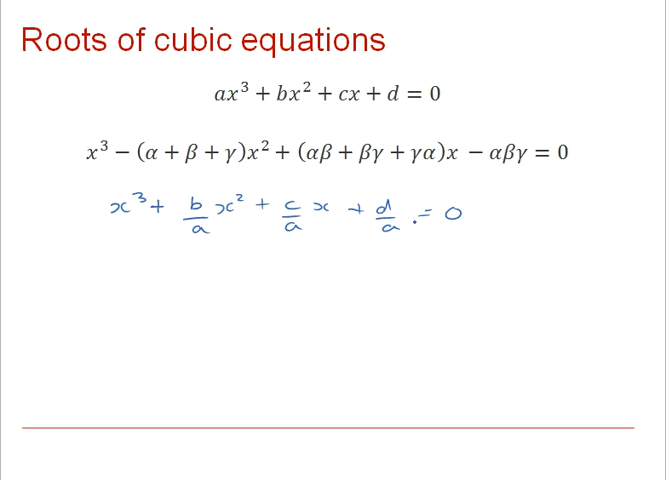 Roots of cubic equations
ax³ + bx² + cx + d = 0
x³ − (α + β + γ)x² + (αβ + βγ + γα)x − αβγ = 0
x³ + b/a x² + c/a x + d/a = 0